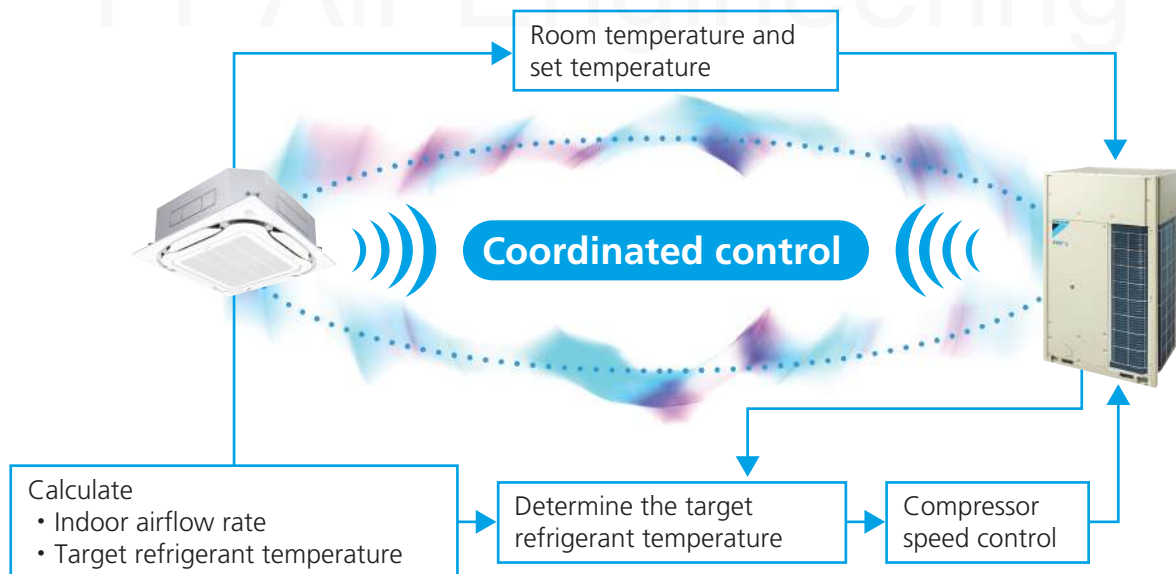 Room temperature and
set temperature
Coordinated control
Calculate
・Indoor airflow rate
・Target refrigerant temperature
Determine the target
refrigerant temperature
Compressor
speed control